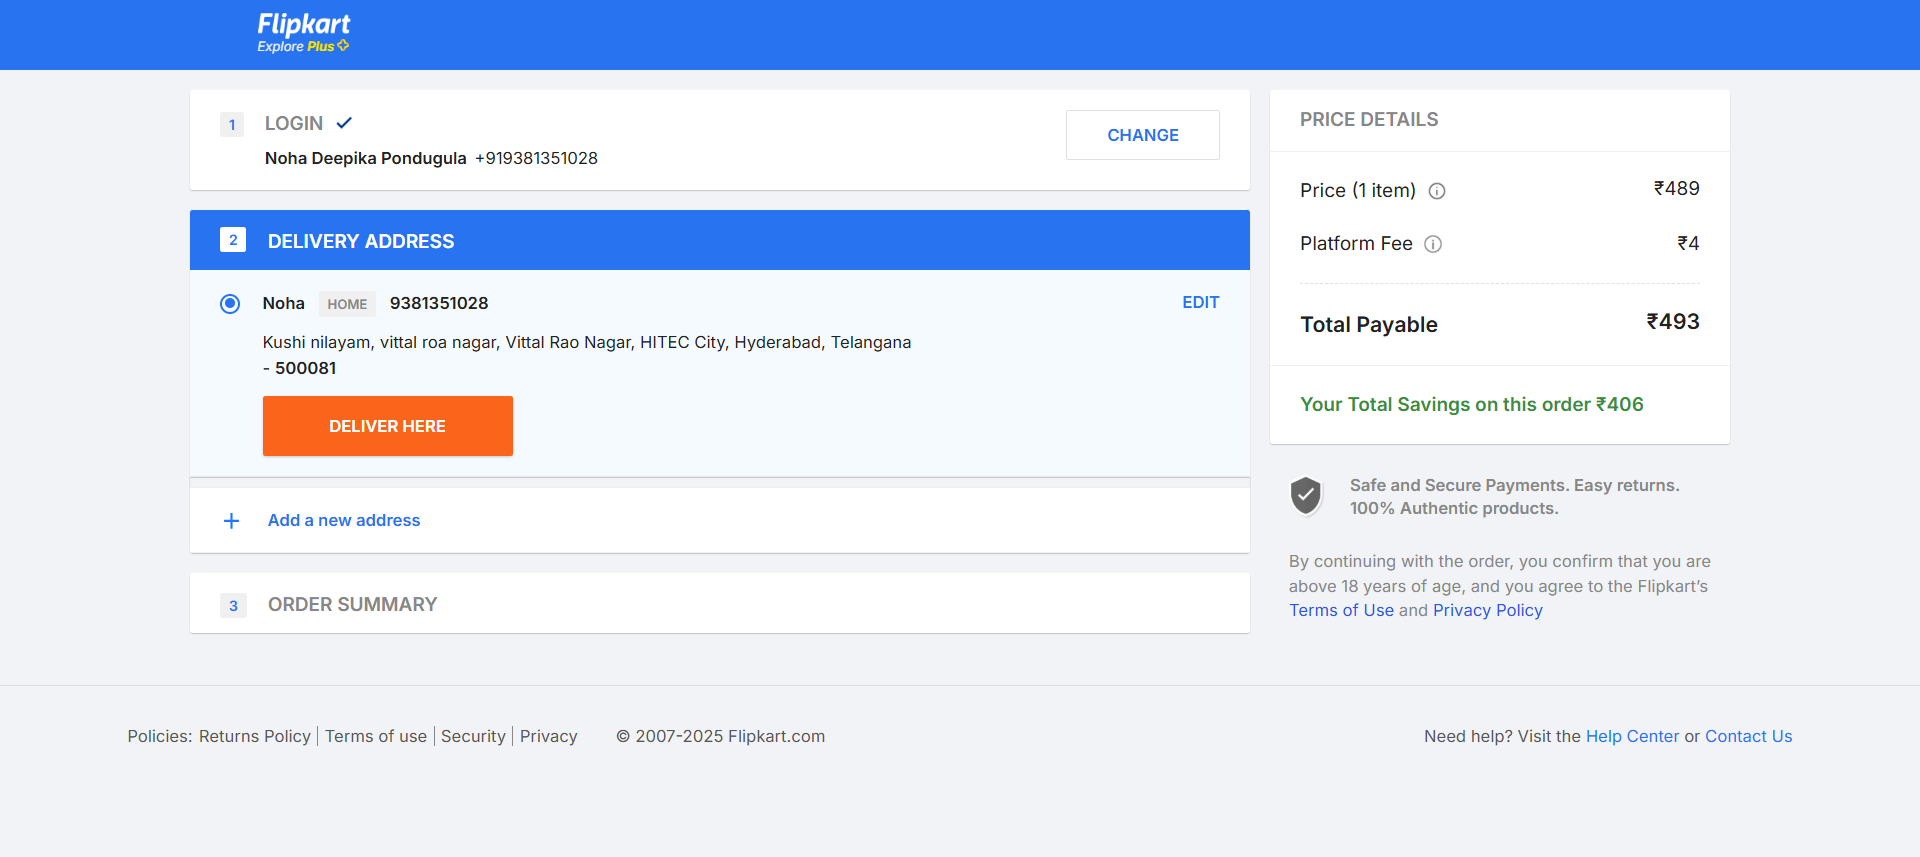 Flipkart
Explore Plus
1 LOGIN
Noha Deepika Pondugula +919381351028
CHANGE
2 DELIVERY ADDRESS
Noha HOME 9381351028
EDIT
Kushi nilayam, vittal roa nagar, Vittal Rao Nagar, HITEC City, Hyderabad, Telangana
- 500081
DELIVER HERE
+ Add a new address
3 ORDER SUMMARY
PRICE DETAILS
Price (1 item) ₹489
Platform Fee ₹4
Total Payable ₹493
Your Total Savings on this order ₹406
Safe and Secure Payments. Easy returns.
100% Authentic products.
By continuing with the order, you confirm that you are
above 18 years of age, and you agree to the Flipkart's
Terms of Use and Privacy Policy
Policies: Returns Policy | Terms of use | Security | Privacy © 2007-2025 Flipkart.com
Need help? Visit the Help Center or Contact Us